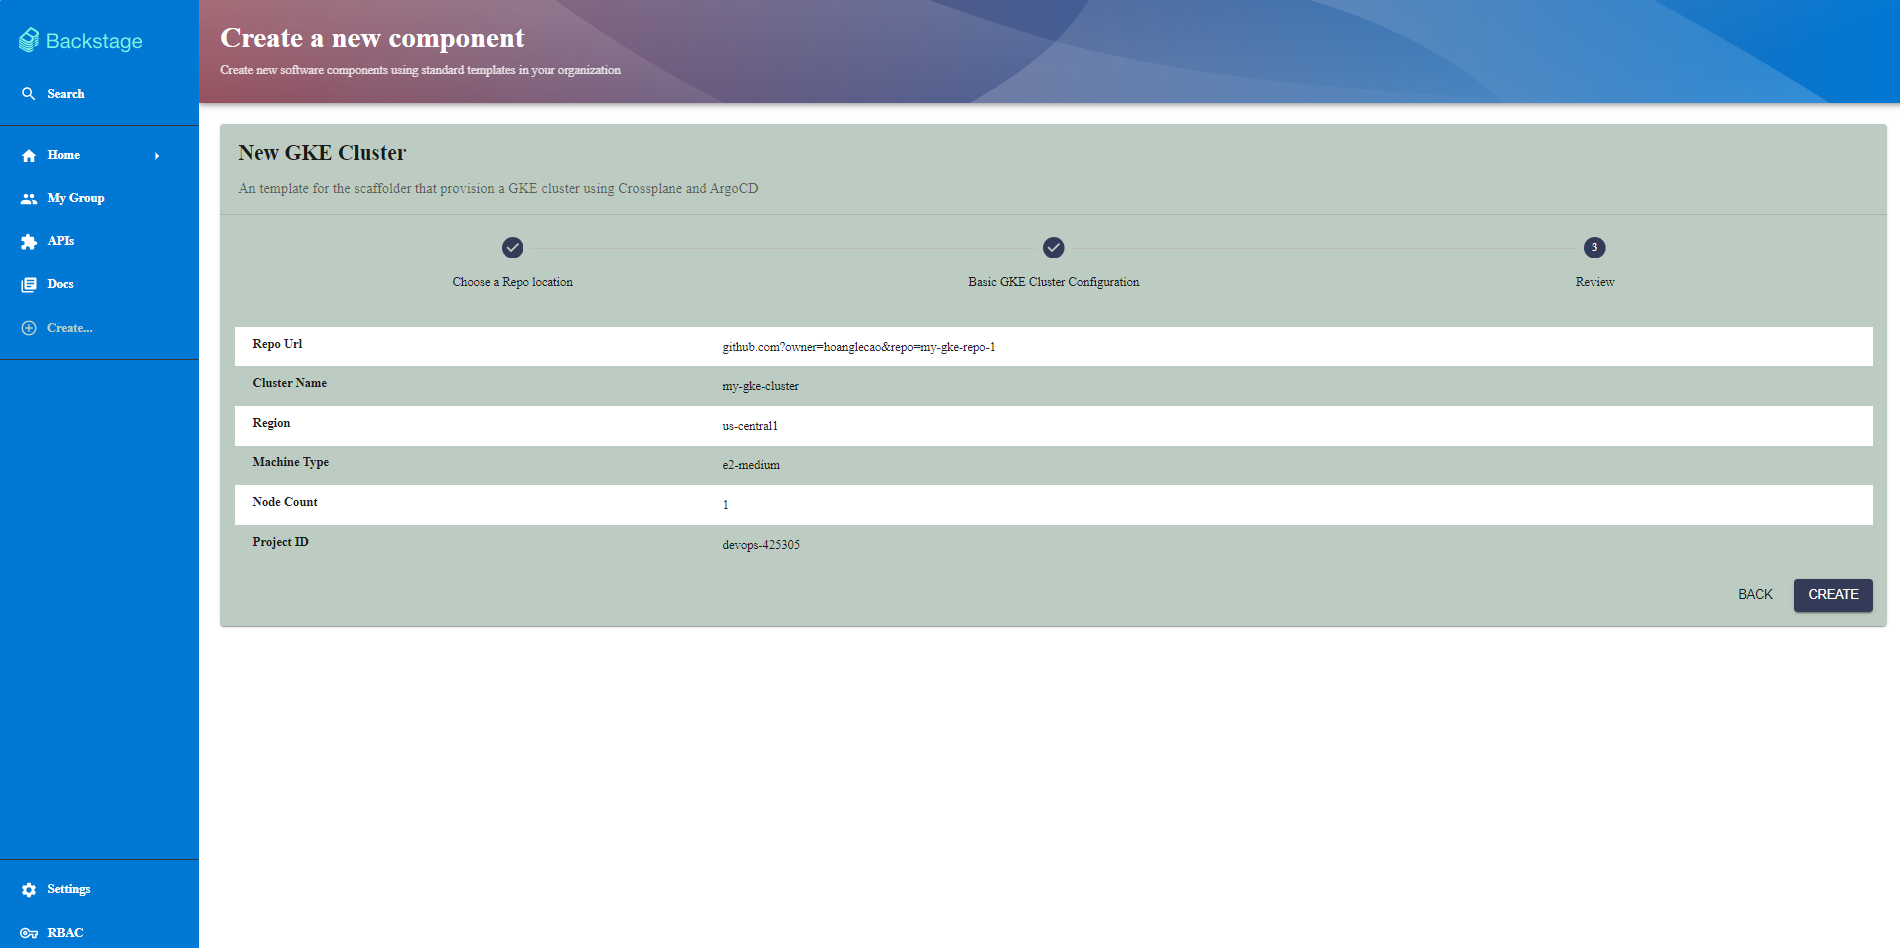 Backstage
Search
Home
My Group
APIs
Docs
Create...
Settings
RBAC
Create a new component
Create new software components using standard templates in your organization
New GKE Cluster
An template for the scaffolder that provision a GKE cluster using Crossplane and ArgoCD
3
Choose a Repo location
Basic GKE Cluster Configuration
Review
Repo Url
github.com?owner=hoanglecao&repo=my-gke-repo-1
Cluster Name
my-gke-cluster
Region
us-central1
Machine Type
e2-medium
Node Count
1
Project ID
devops-425305
BACK
CREATE